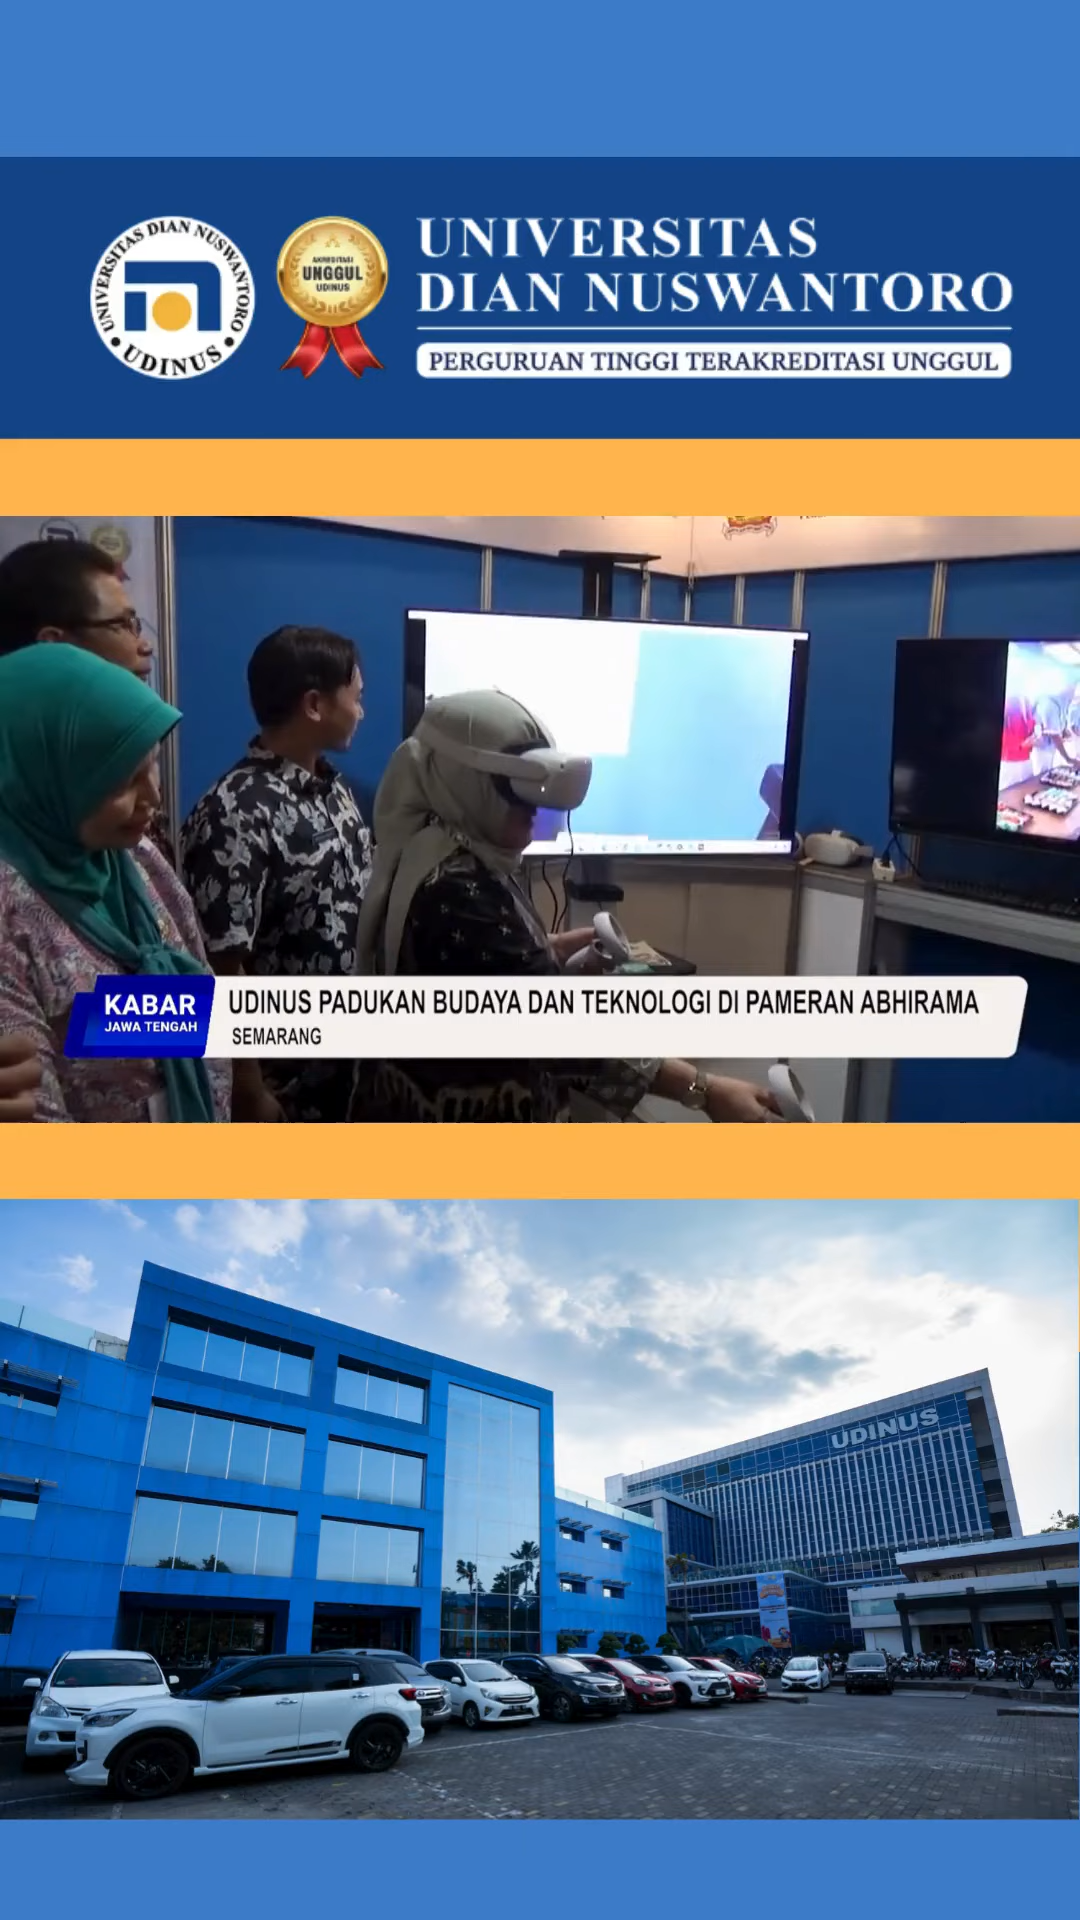 UNIVERSITAS DIAN NUSWANTORO
UDINUS
AKREDITASI
UNGGUL
UDINUS
UNIVERSITAS
DIAN NUSWANTORO
PERGURUAN TINGGI TERAKREDITASI UNGGUL
KABAR
JAWA TENGAH
UDINUS PADUKAN BUDAYA DAN TEKNOLOGI DI PAMERAN ABHIRAMA
SEMARANG
UDINUS